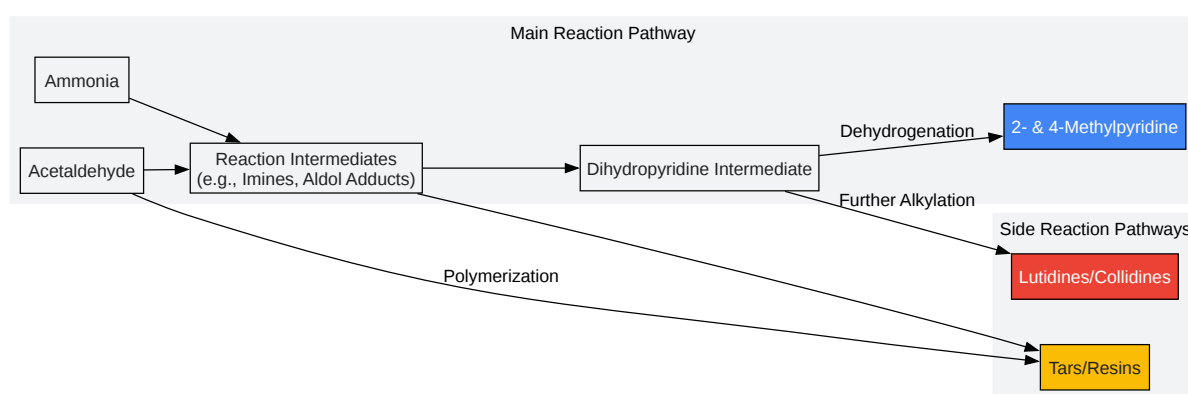 Main Reaction Pathway
Ammonia
Acetaldehyde
Reaction Intermediates
(e.g., Imines, Aldol Adducts)
Dihydropyridine Intermediate
Dehydrogenation
2- & 4-Methylpyridine
Further Alkylation
Side Reaction Pathways
Lutidines/Collidines
Polymerization
Tars/Resins